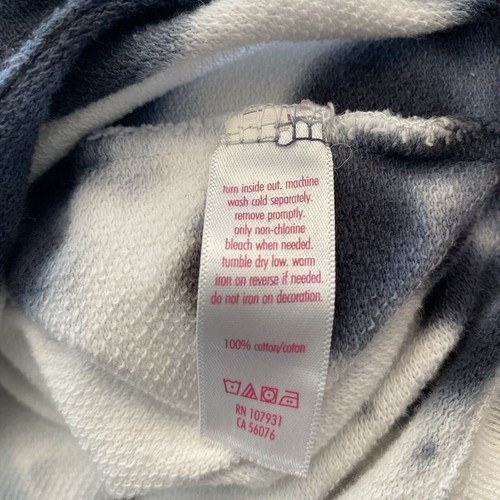 turn inside out. machine
wash cold separately.
remove promptly.
only non-chlorine
bleach when needed.
tumble dry low. warm
iron on reverse if needed.
do not iron on decoration.
100% cotton/coton
RN 107931
CA 56076